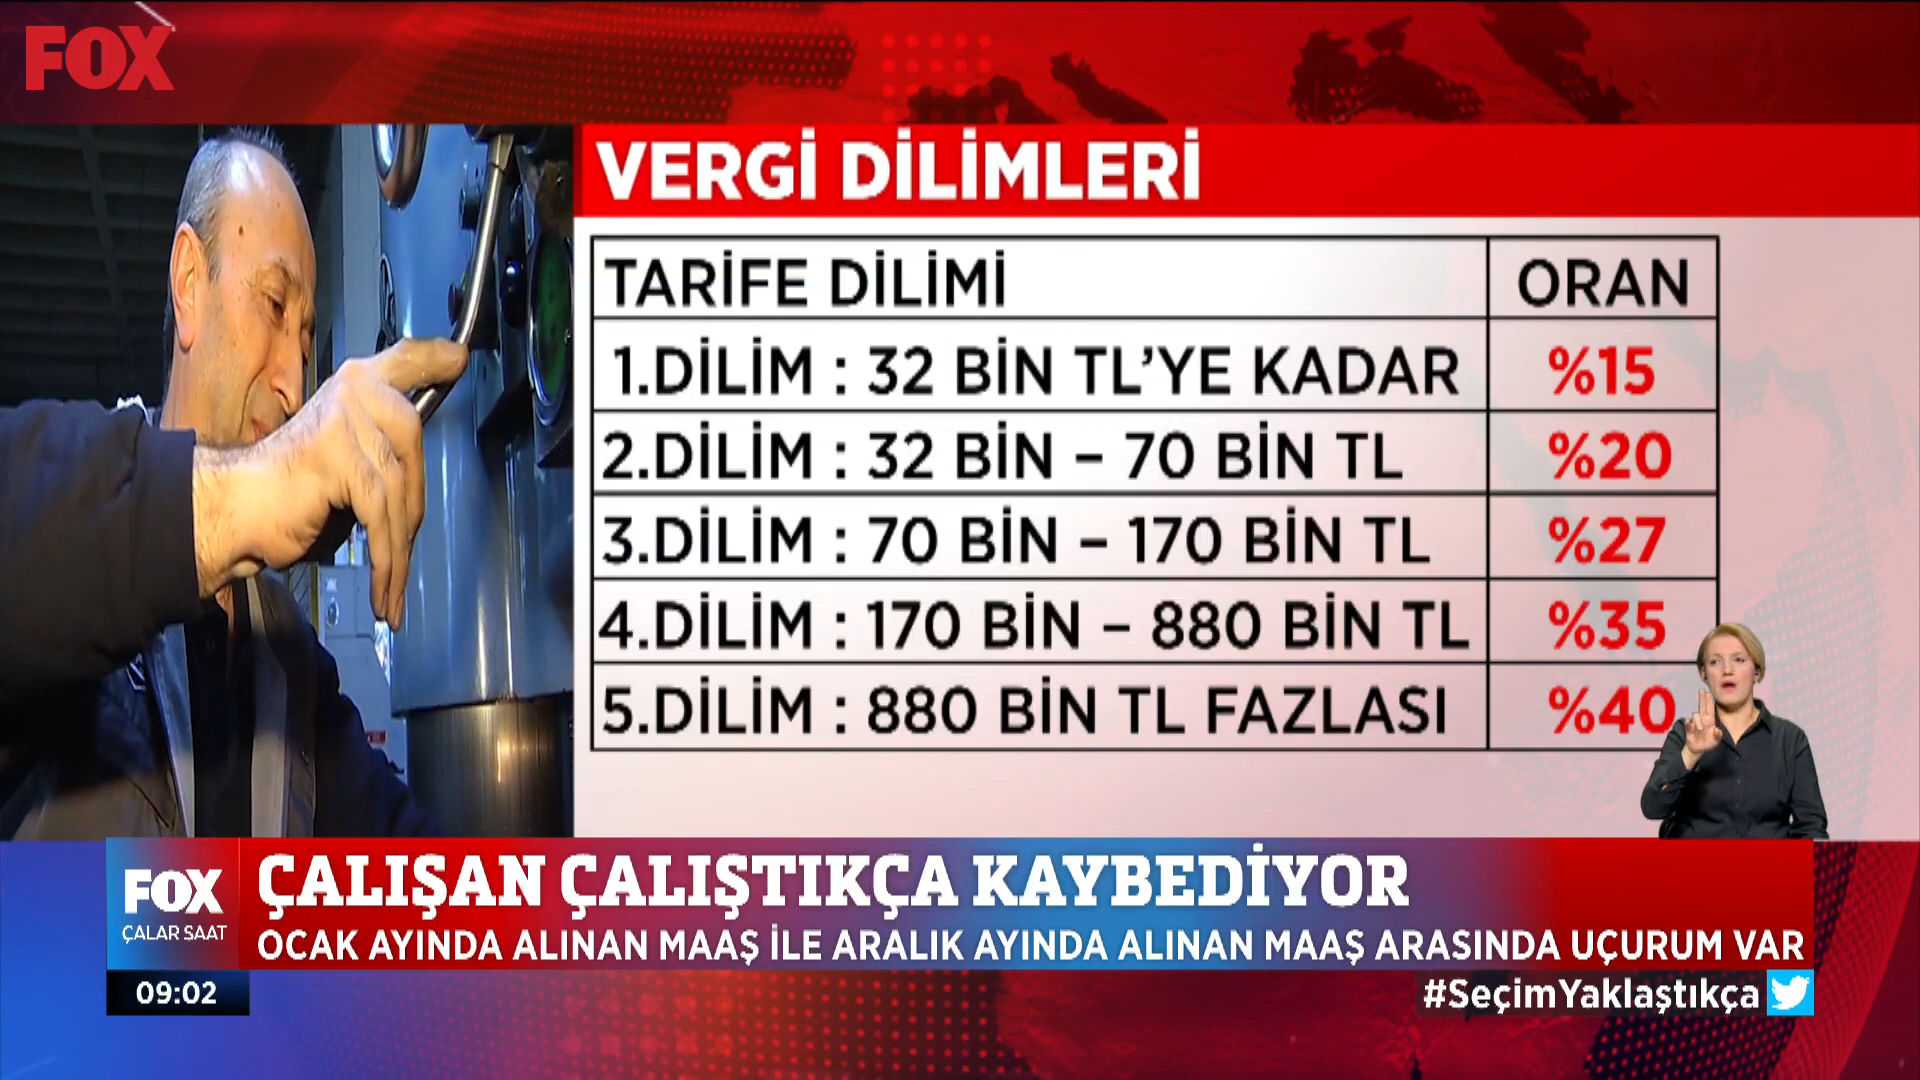 FOX
VERGİ DİLİMLERİ
TARİFE DİLİMİ ORAN
1.DİLİM : 32 BİN TL'YE KADAR %15
2.DİLİM : 32 BİN – 70 BİN TL %20
3.DİLİM : 70 BİN – 170 BİN TL %27
4.DİLİM : 170 BİN – 880 BİN TL %35
5.DİLİM : 880 BİN TL FAZLASI %40
FOX
ÇALAR SAAT
ÇALIŞAN ÇALIŞTIKÇA KAYBEDİYOR
OCAK AYINDA ALINAN MAAŞ İLE ARALIK AYINDA ALINAN MAAŞ ARASINDA UÇURUM VAR
09:02
#SeçimYaklaştıkça